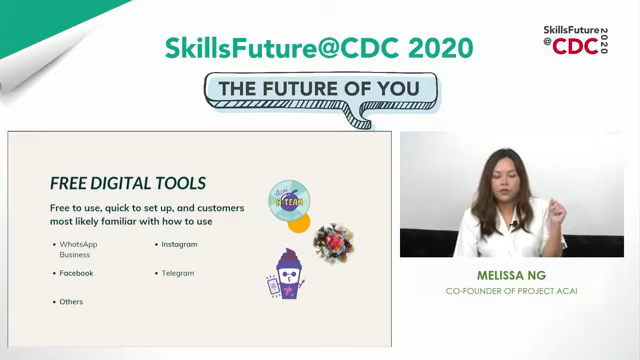 SkillsFuture@CDC 2020
SkillsFuture
@CDC 2020
THE FUTURE OF YOU
FREE DIGITAL TOOLS
Free to use, quick to set up, and customers
most likely familiar with how to use
• WhatsApp
Business
• Instagram
• Facebook
• Telegram
• Others
A-TEAM
MELISSA NG
CO-FOUNDER OF PROJECT ACAI